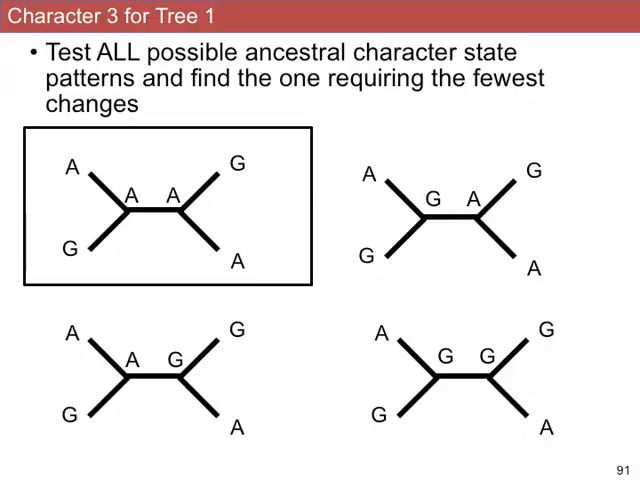 Character 3 for Tree 1
• Test ALL possible ancestral character state
patterns and find the one requiring the fewest
changes
A G
A A
G A
A G
G A
G A
A G
A G
G A
A G
G G
G A
91